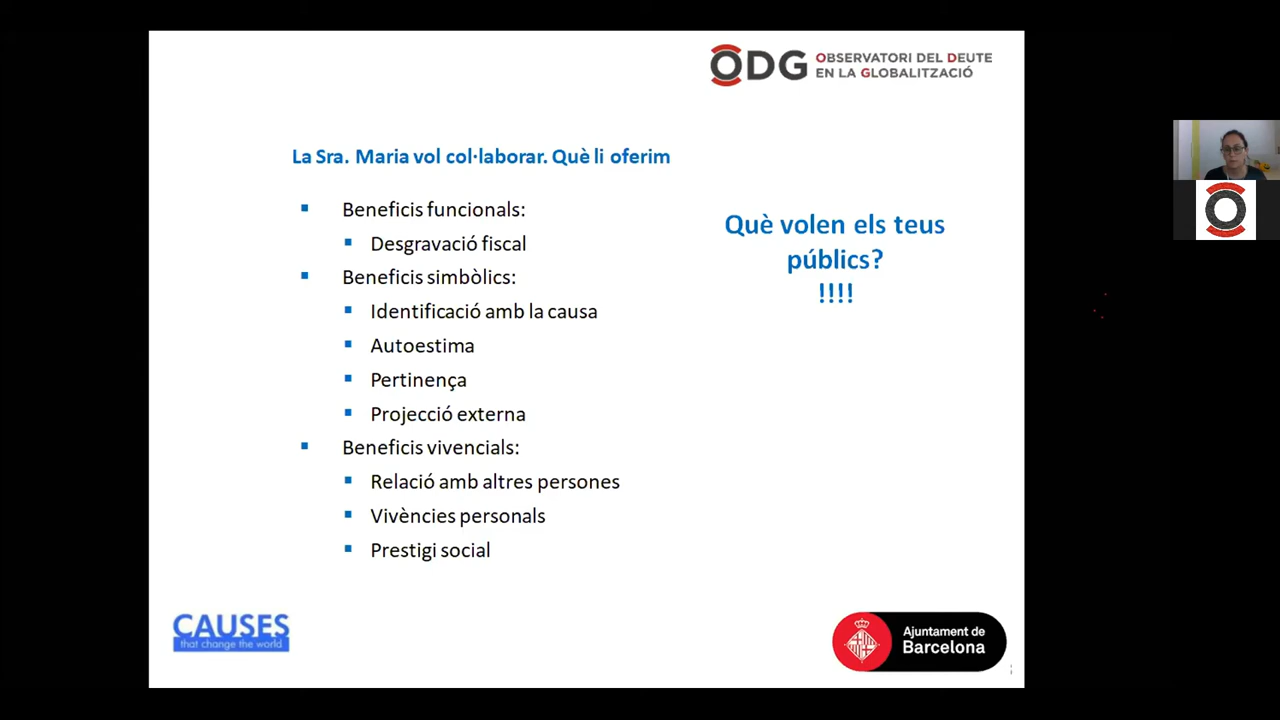 ODG OBSERVATORI DEL DEUTE
EN LA GLOBALITZACIÓ
La Sra. Maria vol col·laborar. Què li oferim
Beneficis funcionals:
Desgravació fiscal
Beneficis simbòlics:
Identificació amb la causa
Autoestima
Pertinença
Projecció externa
Beneficis vivencials:
Relació amb altres persones
Vivències personals
Prestigi social
Què volen els teus
públics?
!!!!
CAUSES
that change the world
Ajuntament de
Barcelona